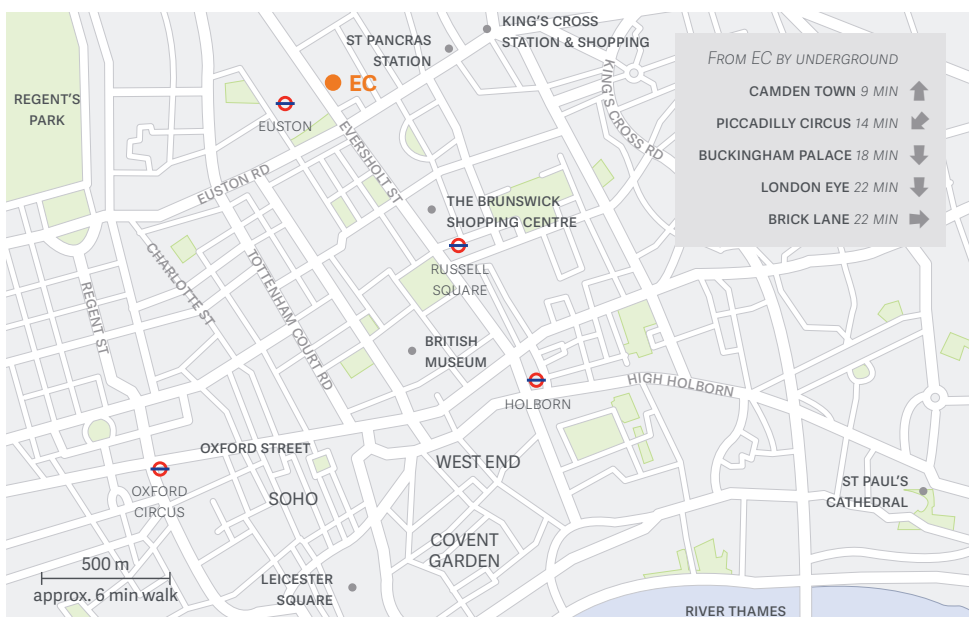 KING'S CROSS
STATION & SHOPPING
ST PANCRAS
STATION
EC
REGENT'S
PARK
EUSTON
EVERSHOLT ST
KING'S CROSS RD
EUSTON RD
FROM EC BY UNDERGROUND
CAMDEN TOWN 9 MIN
PICCADILLY CIRCUS 14 MIN
BUCKINGHAM PALACE 18 MIN
LONDON EYE 22 MIN
BRICK LANE 22 MIN
THE BRUNSWICK
SHOPPING CENTRE
RUSSELL
SQUARE
CHARLOTTE ST
TOTTENHAM COURT RD
REGENT ST
BRITISH
MUSEUM
HOLBORN
HIGH HOLBORN
OXFORD STREET
WEST END
OXFORD
CIRCUS
SOHO
ST PAUL'S
CATHEDRAL
COVENT
GARDEN
500 m
approx. 6 min walk
LEICESTER
SQUARE
RIVER THAMES